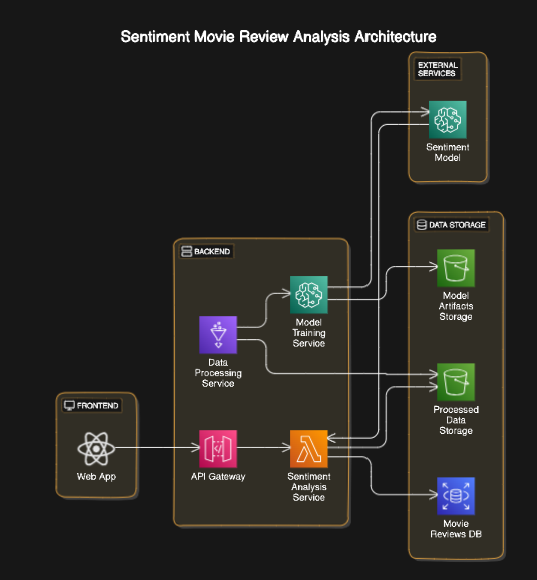 Sentiment Movie Review Analysis Architecture
EXTERNAL
SERVICES
Sentiment
Model
DATA STORAGE
BACKEND
Model
Artifacts
Storage
Model
Training
Service
Data
Processing
Service
Processed
Data
Storage
FRONTEND
Web App
API Gateway
Sentiment
Analysis
Service
Movie
Reviews DB